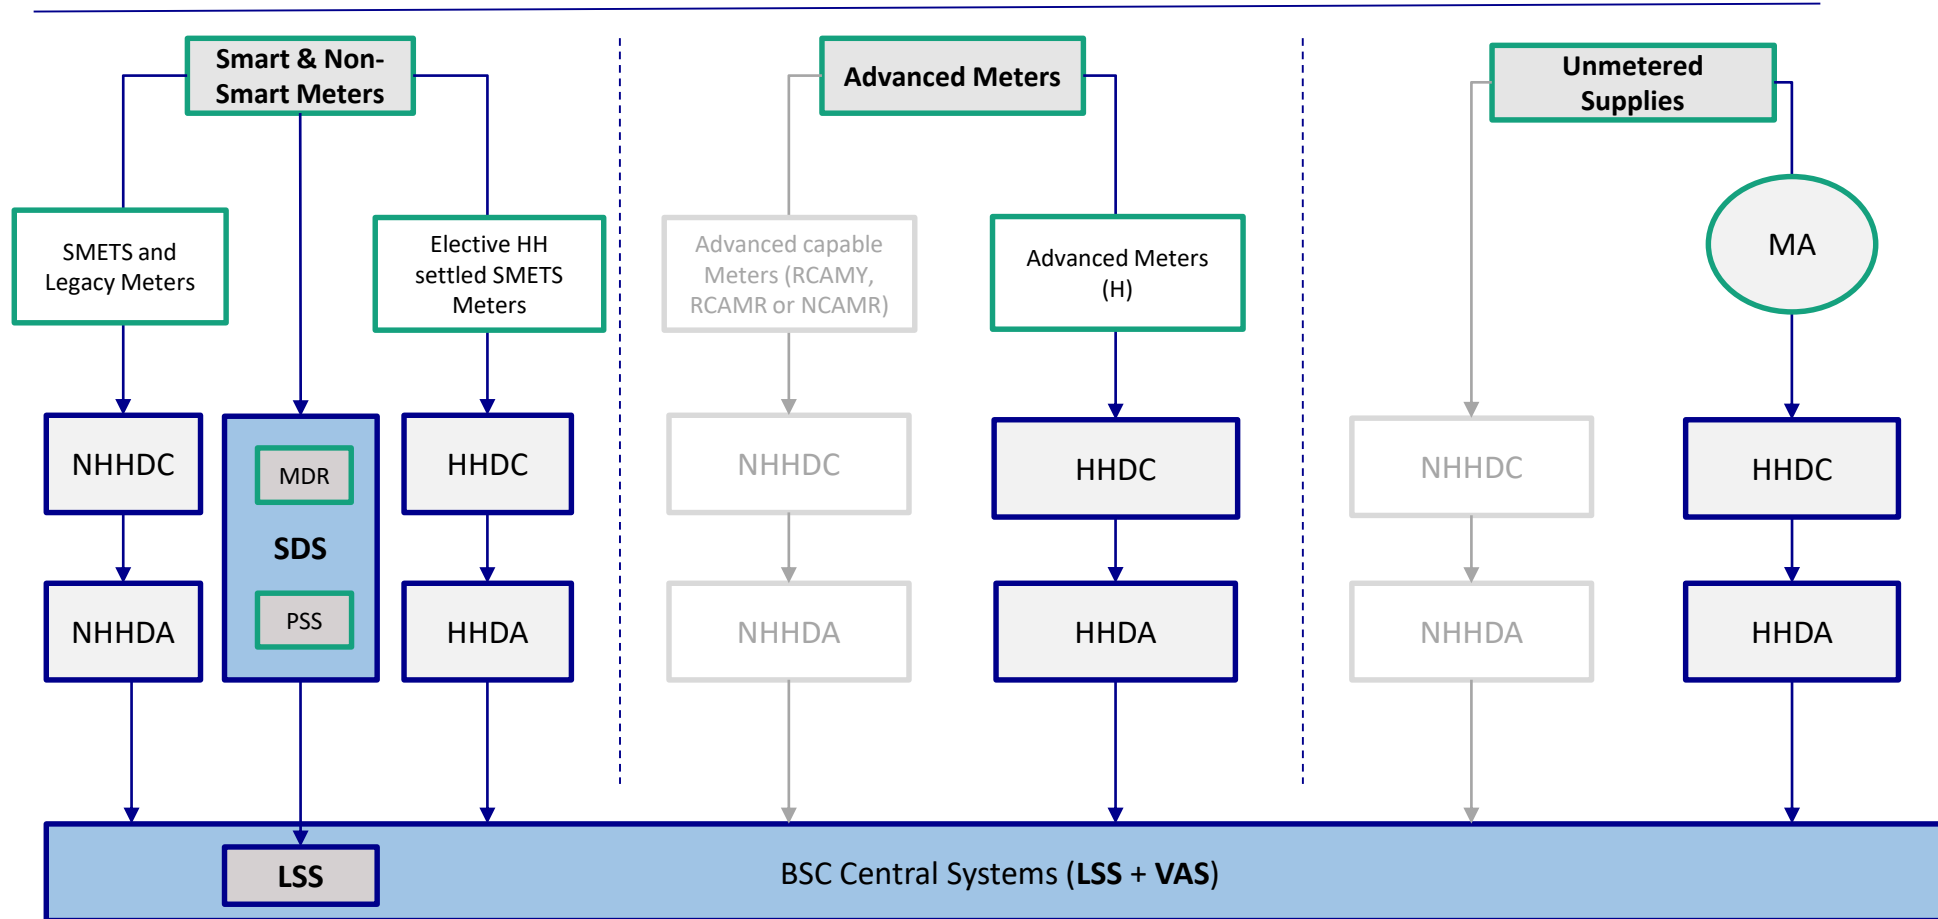 Smart & Non-
Smart Meters
Advanced Meters
Unmetered
Supplies
SMETS and
Legacy Meters
Elective HH
settled SMETS
Meters
Advanced capable
Meters (RCAMY,
RCAMR or NCAMR)
Advanced Meters
(H)
MA
NHHDC
MDR
SDS
PSS
HHDC
NHHDC
HHDC
NHHDC
HHDC
NHHDA
HHDA
NHHDA
HHDA
NHHDA
HHDA
LSS
BSC Central Systems (LSS + VAS)